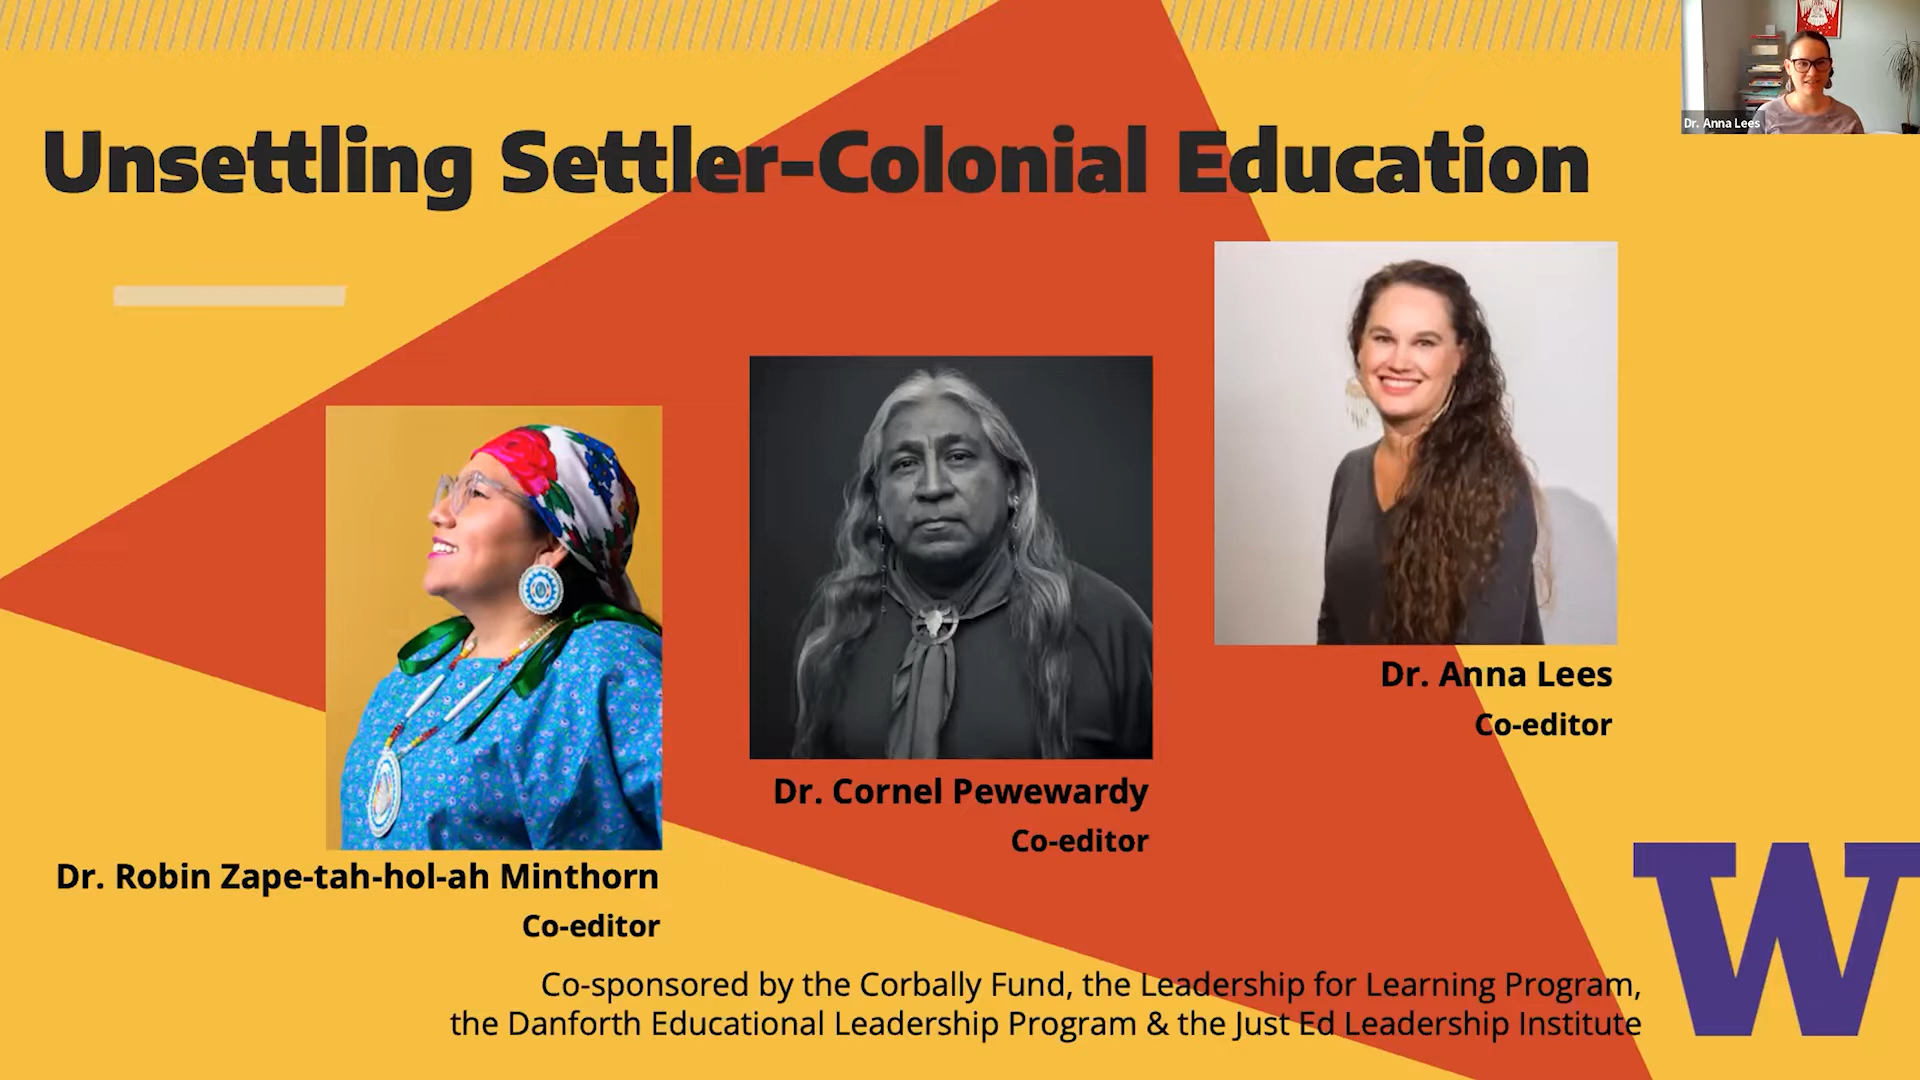 Dr. Anna Lees
Unsettling Settler-Colonial Education
Dr. Anna Lees
Co-editor
Dr. Cornel Pewewardy
Co-editor
Dr. Robin Zape-tah-hol-ah Minthorn
Co-editor
Co-sponsored by the Corbally Fund, the Leadership for Learning Program,
the Danforth Educational Leadership Program & the Just Ed Leadership Institute
W